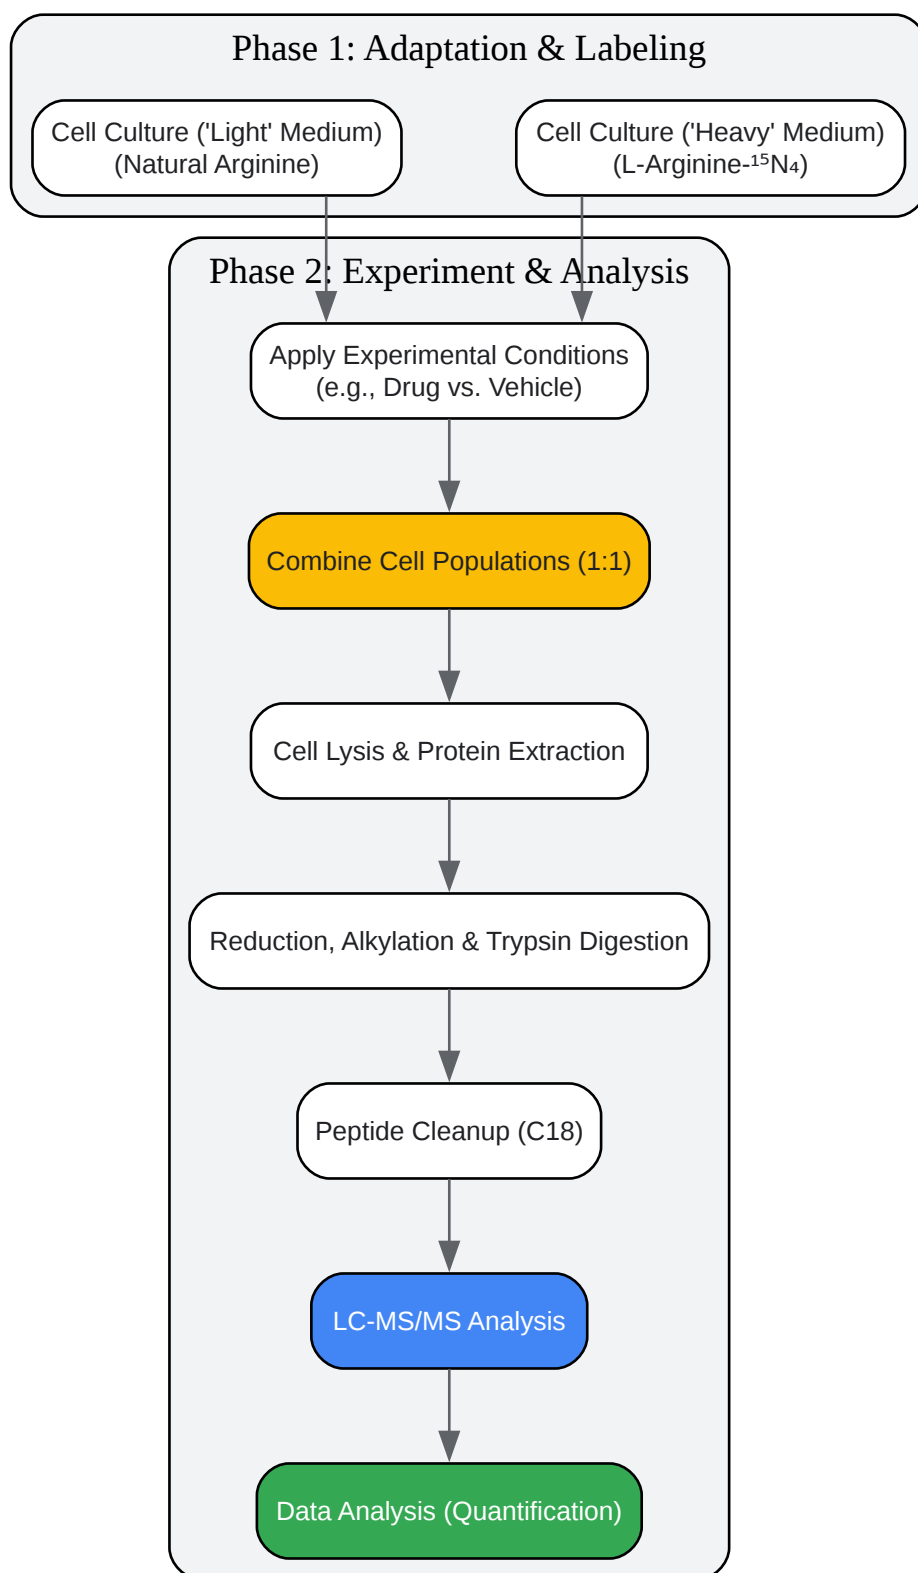 Phase 1: Adaptation & Labeling
Cell Culture ('Light' Medium)
(Natural Arginine)
Cell Culture ('Heavy' Medium)
(L-Arginine-¹⁵N₄)
Phase 2: Experiment & Analysis
Apply Experimental Conditions
(e.g., Drug vs. Vehicle)
Combine Cell Populations (1:1)
Cell Lysis & Protein Extraction
Reduction, Alkylation & Trypsin Digestion
Peptide Cleanup (C18)
LC-MS/MS Analysis
Data Analysis (Quantification)